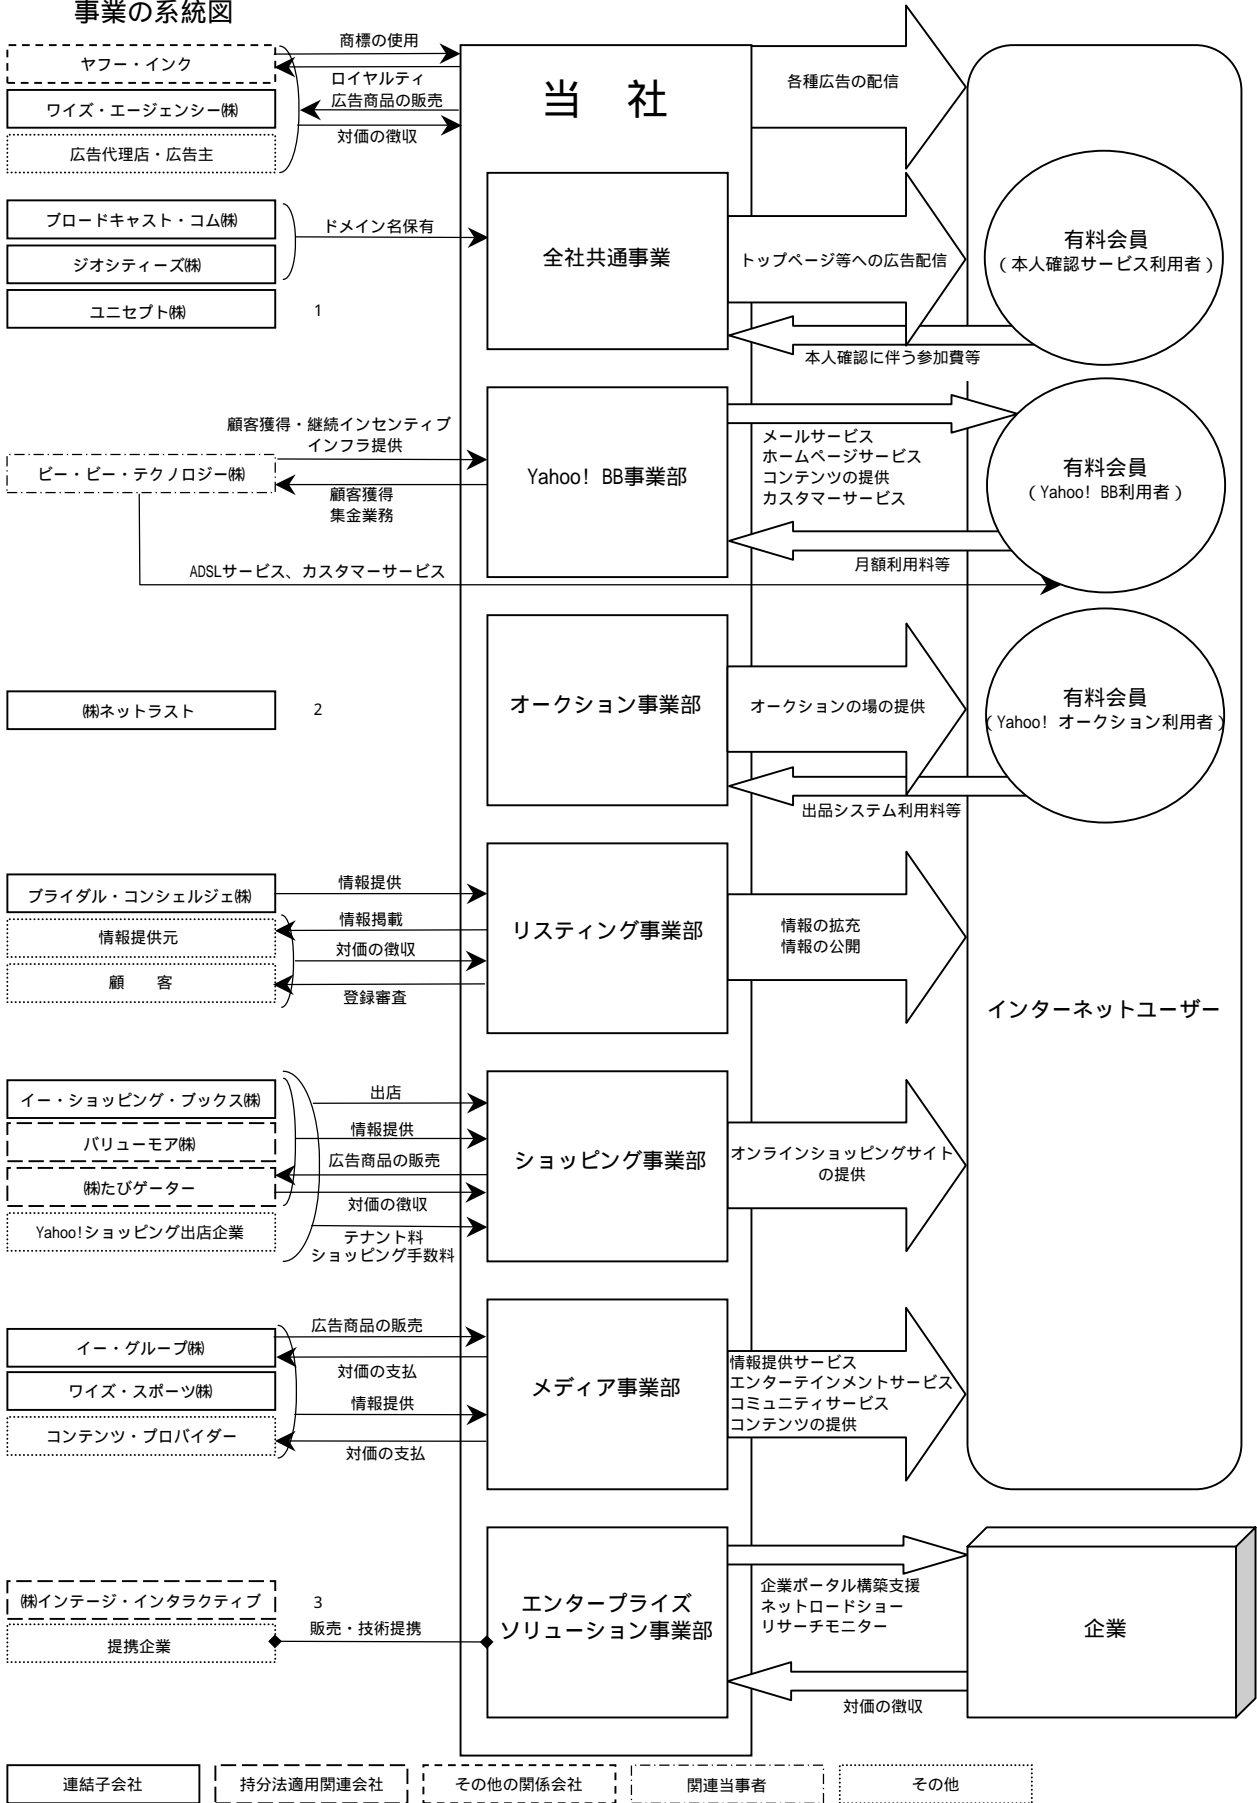 事業の系統図
ヤフー・インク
ワイズ・エージェンシー㈱
広告代理店・広告主
商標の使用
ロイヤルティ
広告商品の販売
対価の徴収
当 社
各種広告の配信
ブロードキャスト・コム㈱
ジオシティーズ㈱
ユニセプト㈱
1
ドメイン名保有
全社共通事業
トップページ等への広告配信
本人確認に伴う参加費等
有料会員
(本人確認サービス利用者)
ビー・ビー・テクノロジー㈱
顧客獲得・継続インセンティブ
インフラ提供
顧客獲得
集金業務
ADSLサービス、カスタマーサービス
Yahoo! BB事業部
メールサービス
ホームページサービス
コンテンツの提供
カスタマーサービス
月額利用料等
有料会員
(Yahoo! BB利用者)
㈱ネットラスト
2
オークション事業部
オークションの場の提供
出品システム利用料等
有料会員
(Yahoo! オークション利用者)
ブライダル・コンシェルジェ㈱
情報提供元
顧 客
情報提供
情報掲載
対価の徴収
登録審査
リスティング事業部
情報の拡充
情報の公開
インターネットユーザー
イー・ショッピング・ブックス㈱
バリューモア㈱
㈱たびゲーター
Yahoo!ショッピング出店企業
出店
情報提供
広告商品の販売
対価の徴収
テナント料
ショッピング手数料
ショッピング事業部
オンラインショッピングサイト
の提供
イー・グループ㈱
ワイズ・スポーツ㈱
コンテンツ・プロバイダー
広告商品の販売
対価の支払
情報提供
対価の支払
メディア事業部
情報提供サービス
エンターテインメントサービス
コミュニティサービス
コンテンツの提供
㈱インテージ・インタラクティブ
提携企業
3
販売・技術提携
エンタープライズ
ソリューション事業部
企業ポータル構築支援
ネットロードショー
リサーチモニター
対価の徴収
企業
連結子会社
持分法適用関連会社
その他の関係会社
関連当事者
その他